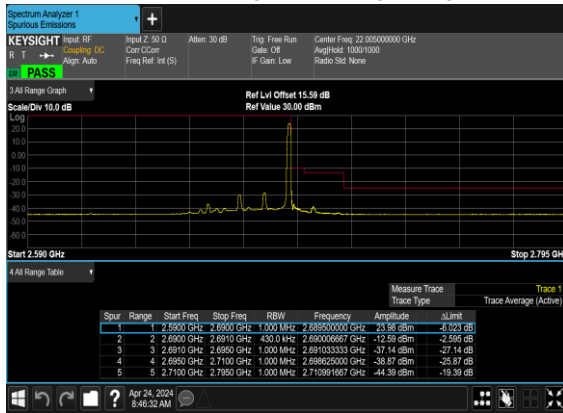 Spectrum Analyzer 1
Spurious Emissions
+
KEYSIGHT Input: RF Input Z: 50 Ω Atten: 30 dB Trig: Free Run Center Freq: 22.005000000 GHz
R T Coupling: DC Corr CCorr Gate: Off Avg|Hold: 1000/1000
Align: Auto Freq Ref: Int (S) IF Gain: Low Radio Std: None
PASS
3 All Range Graph
Ref Lvl Offset 15.59 dB
Scale/Div 10.0 dB Ref Value 30.00 dBm
Log
20.0
10.0
0.00
-10.0
-20.0
-30.0
-40.0
-50.0
-60.0
Start 2.590 GHz Stop 2.795 GH
4 All Range Table
Measure Trace Trace 1
Trace Type Trace Average (Active)
Spur Range Start Freq Stop Freq RBW Frequency Amplitude ΔLimit
1 1 2.5900 GHz 2.6900 GHz 1.000 MHz 2.689500000 GHz 23.98 dBm -6.023 dB
2 2 2.6900 GHz 2.6910 GHz 430.0 kHz 2.690006667 GHz -12.59 dBm -2.595 dB
3 3 2.6910 GHz 2.6950 GHz 1.000 MHz 2.691033333 GHz -37.14 dBm -27.14 dB
4 4 2.6950 GHz 2.7100 GHz 1.000 MHz 2.698625000 GHz -38.87 dBm -25.87 dB
5 5 2.7100 GHz 2.7950 GHz 1.000 MHz 2.710991667 GHz -44.39 dBm -19.39 dB
? Apr 24, 2024
8:46:32 AM